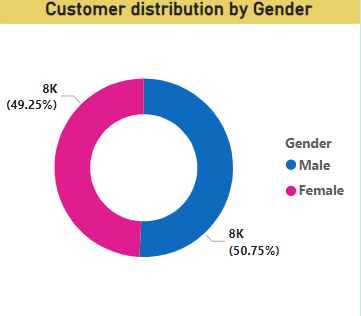 Customer distribution by Gender
8K
(49.25%)
Gender
Male
Female
8K
(50.75%)